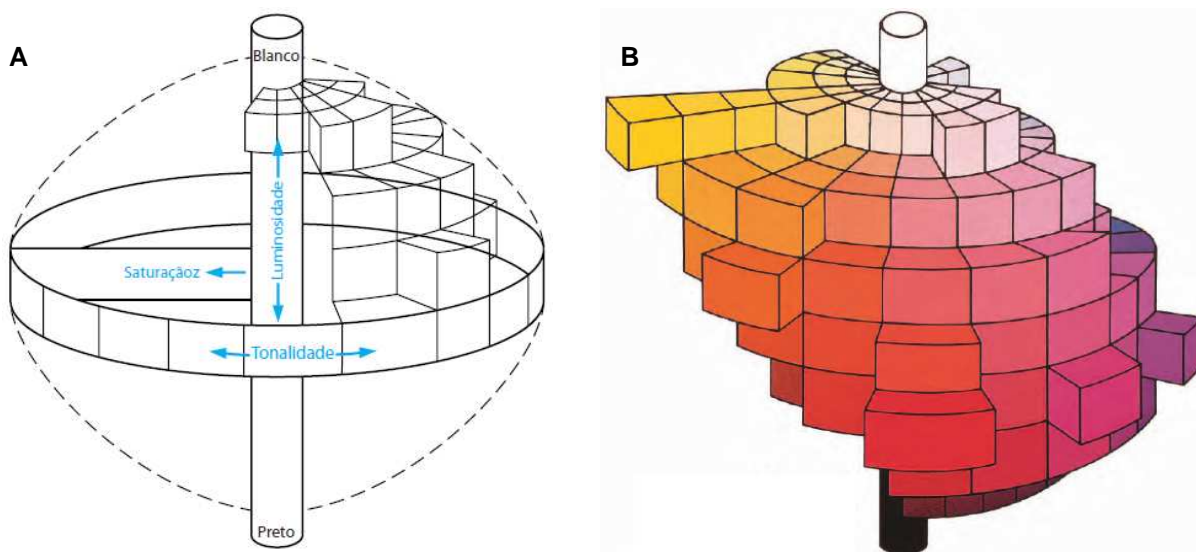 A
B
Blanco
Luminosidade
Saturaçãoz
Tonalidade
Preto